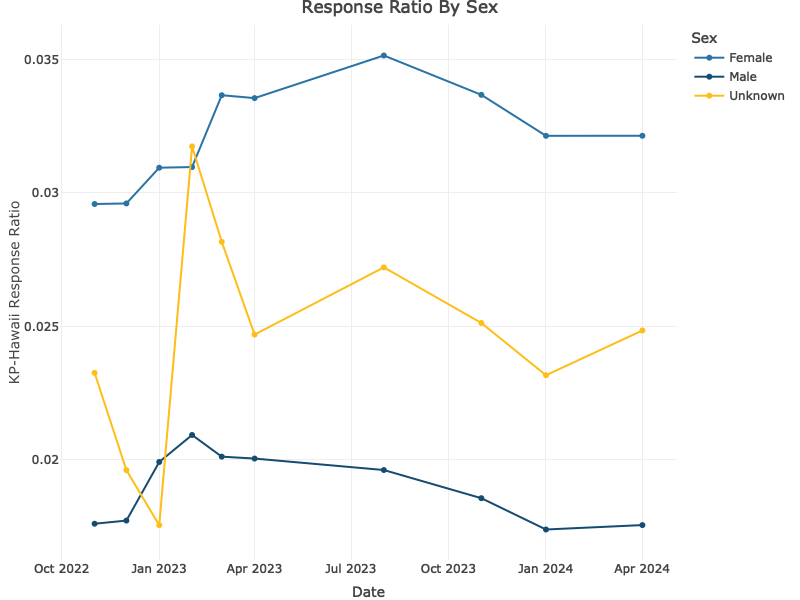 Response Ratio By Sex
Sex
Female
Male
Unknown
0.035
0.03
0.025
0.02
KP-Hawaii Response Ratio
Oct 2022 Jan 2023 Apr 2023 Jul 2023 Oct 2023 Jan 2024 Apr 2024
Date